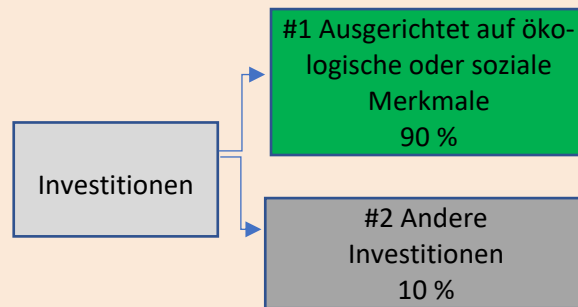 #1 Ausgerichtet auf öko-
logische oder soziale
Merkmale
90 %
Investitionen
#2 Andere
Investitionen
10 %